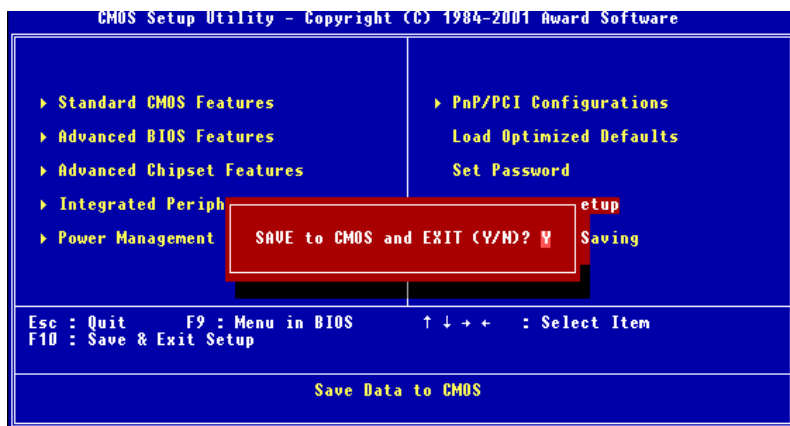 CMOS Setup Utility - Copyright (C) 1984-2001 Award Software
▸ Standard CMOS Features
▸ Advanced BIOS Features
▸ Advanced Chipset Features
▸ Integrated Periph
▸ Power Management
▸ PnP/PCI Configurations
Load Optimized Defaults
Set Password
etup
Saving
SAVE to CMOS and EXIT (Y/N)? Y
Esc : Quit F9 : Menu in BIOS ↑ ↓ → ← : Select Item
F10 : Save & Exit Setup
Save Data to CMOS